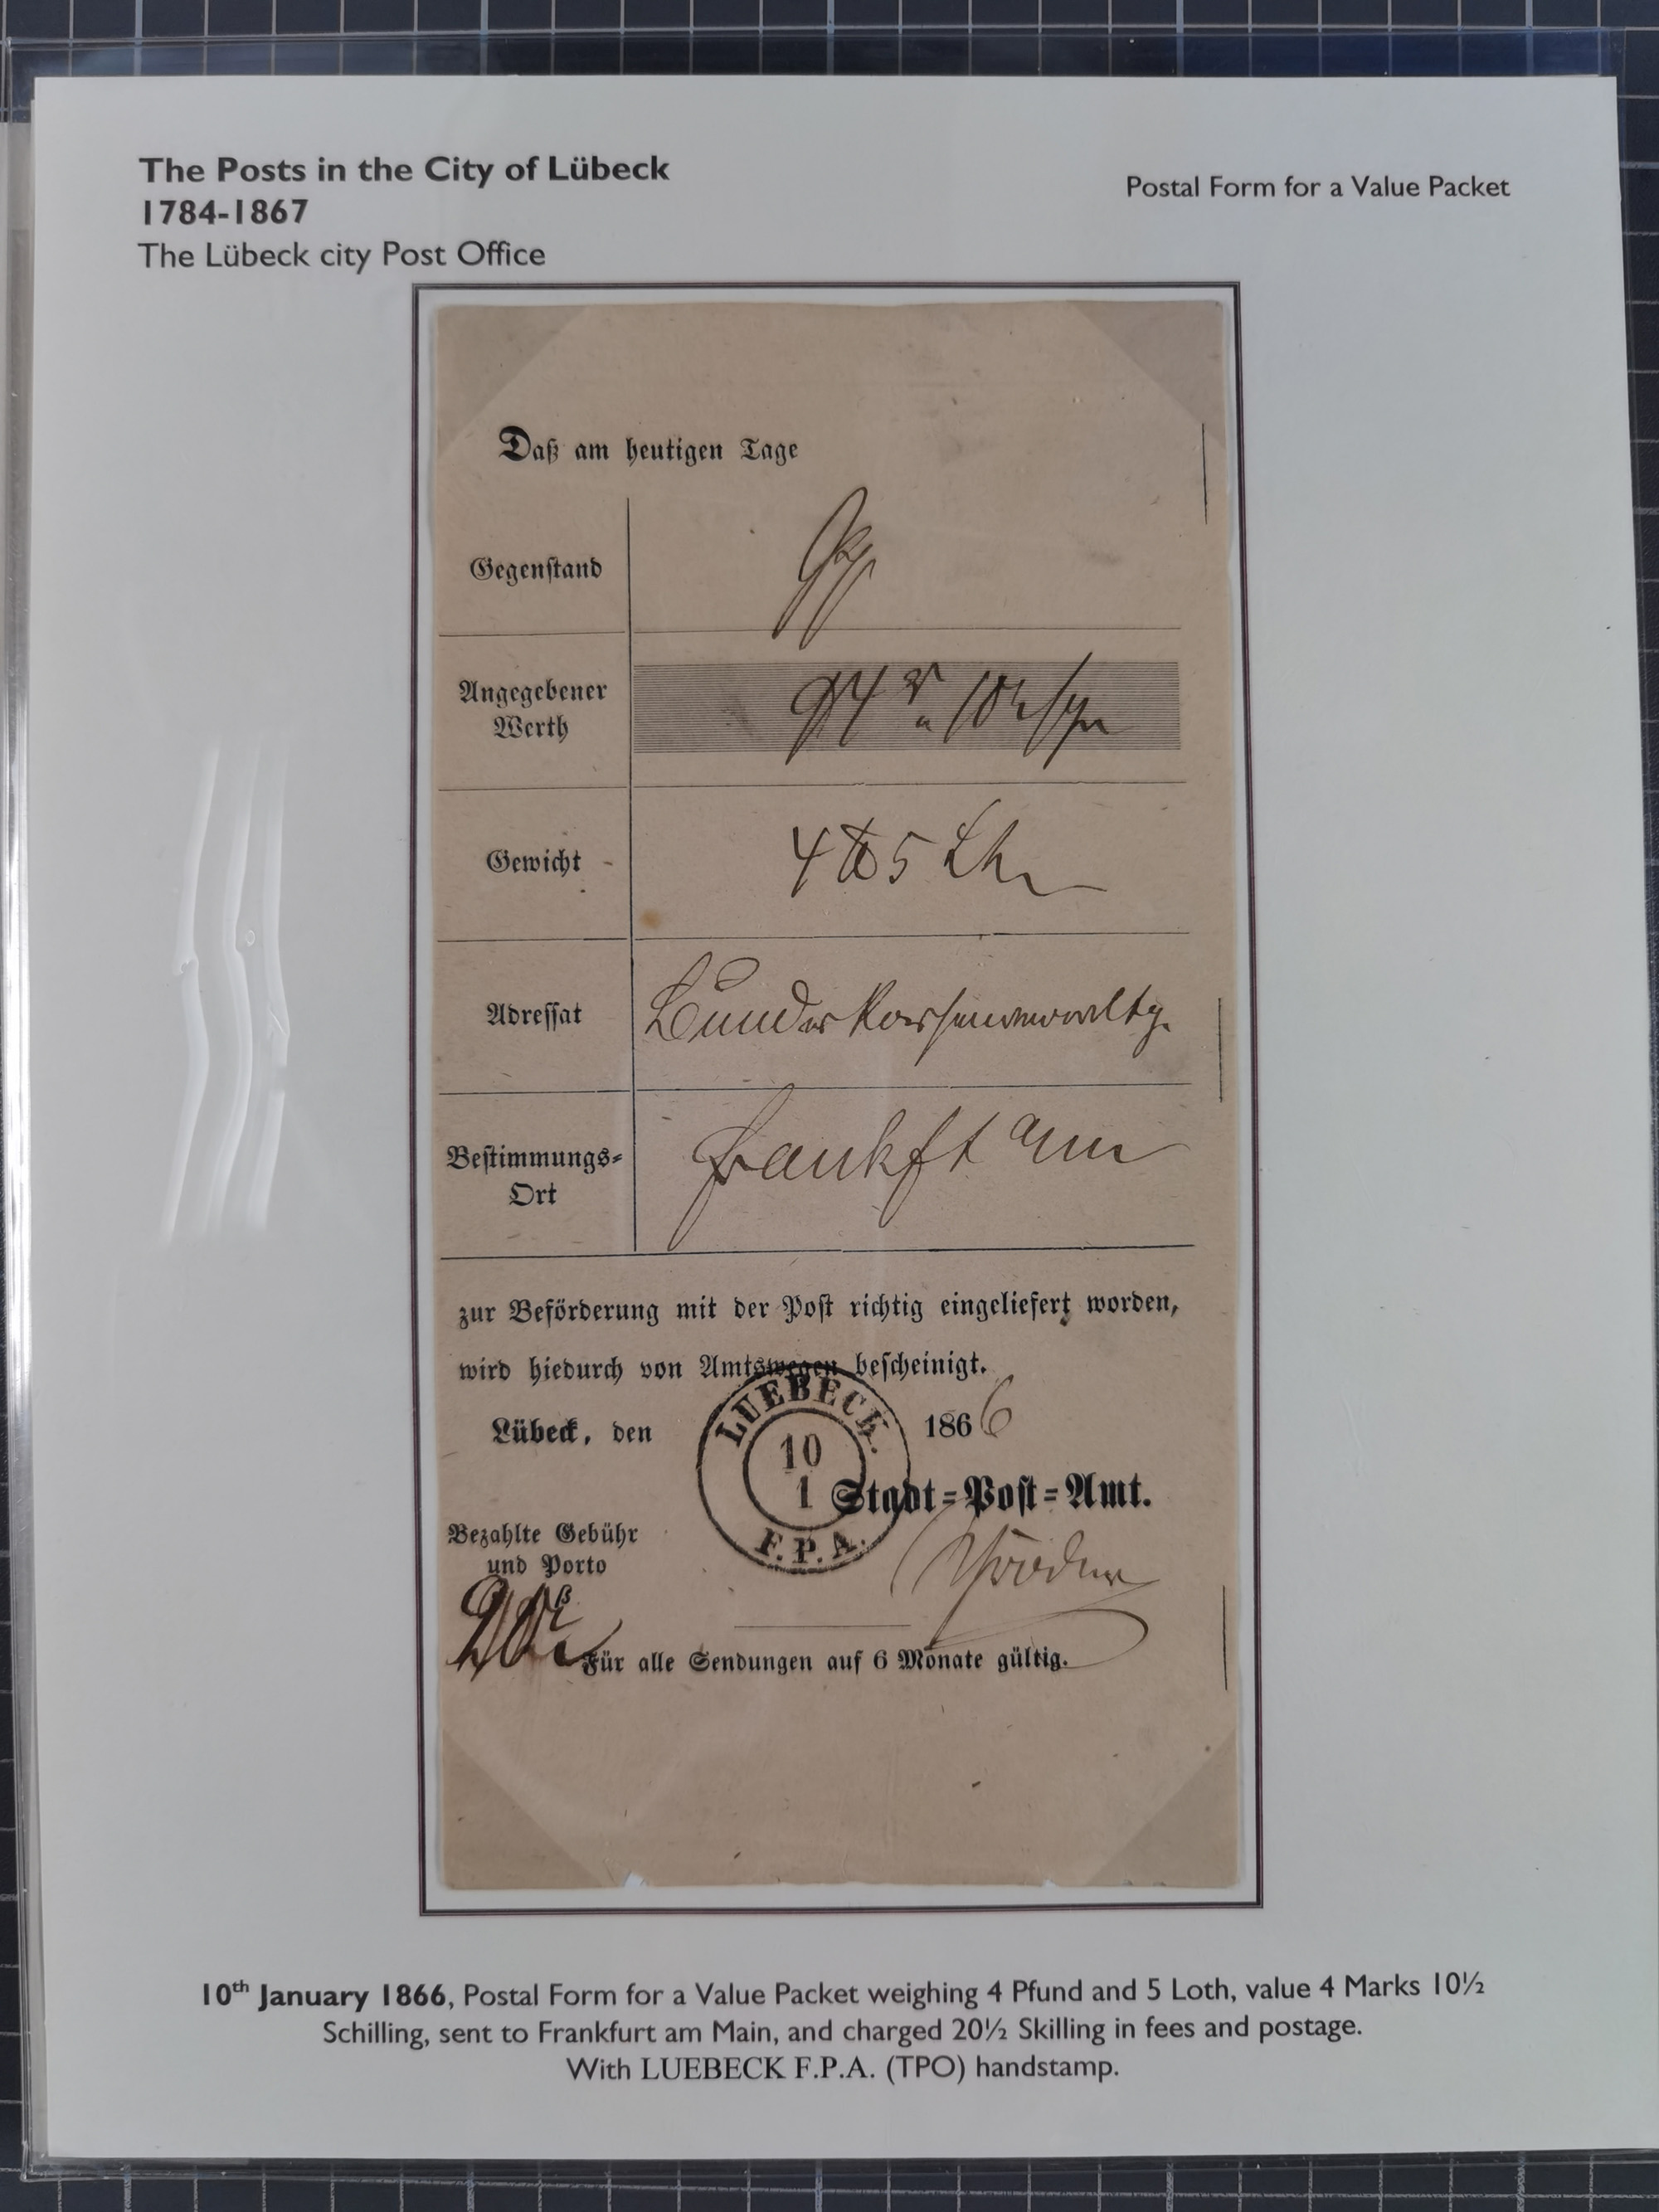 The Posts in the City of Lübeck
1784-1867
The Lübeck city Post Office
Postal Form for a Value Packet
Daß am heutigen Tage
Gegenſtand
Angegebener
Werth
Gewicht
4 ℔ 5 Lth
Adreſſat
Bundes Kassenverwaltg.
Beſtimmungs-
Ort
Frankft a/m
zur Beförderung mit der Poſt richtig eingeliefert worden,
wird hiedurch von Amtswegen beſcheinigt.
Lübeck, den
1866
LUEBECK.
10
1
F.P.A.
Stadt-Poſt-Amt.
Bezahlte Gebühr
und Porto
ß
Für alle Sendungen auf 6 Monate gültig.
10th January 1866, Postal Form for a Value Packet weighing 4 Pfund and 5 Loth, value 4 Marks 10½
Schilling, sent to Frankfurt am Main, and charged 20½ Skilling in fees and postage.
With LUEBECK F.P.A. (TPO) handstamp.